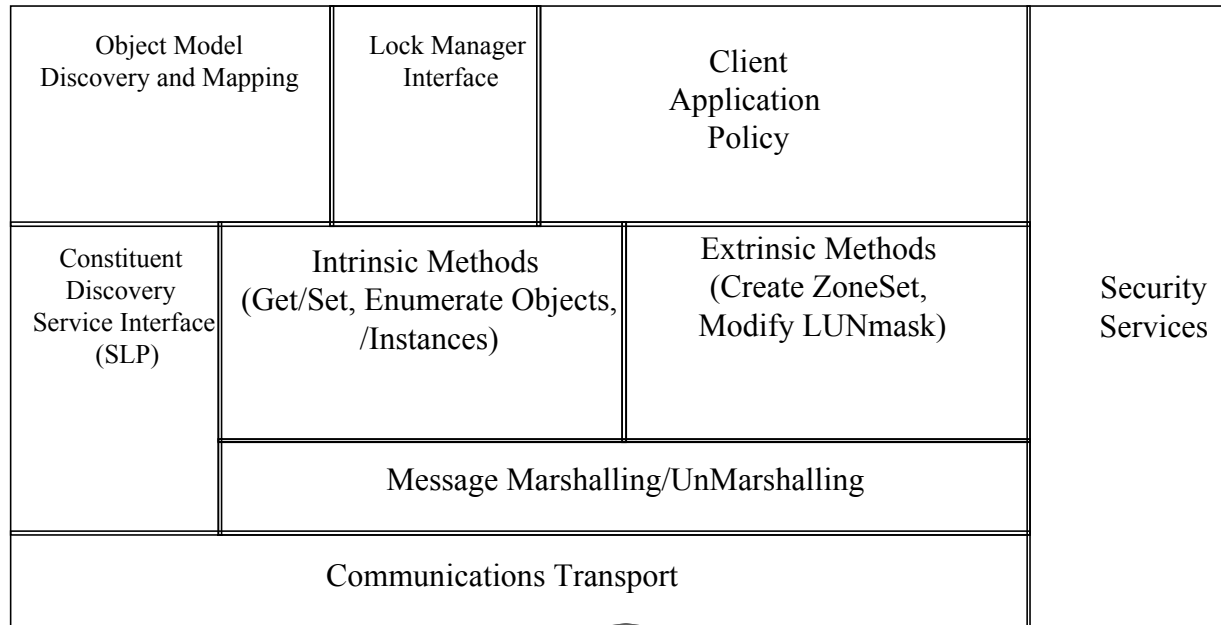 Object Model
Discovery and Mapping
Lock Manager
Interface
Client
Application
Policy
Constituent
Discovery
Service Interface
(SLP)
Intrinsic Methods
(Get/Set, Enumerate Objects,
/Instances)
Extrinsic Methods
(Create ZoneSet,
Modify LUNmask)
Security
Services
Message Marshalling/UnMarshalling
Communications Transport